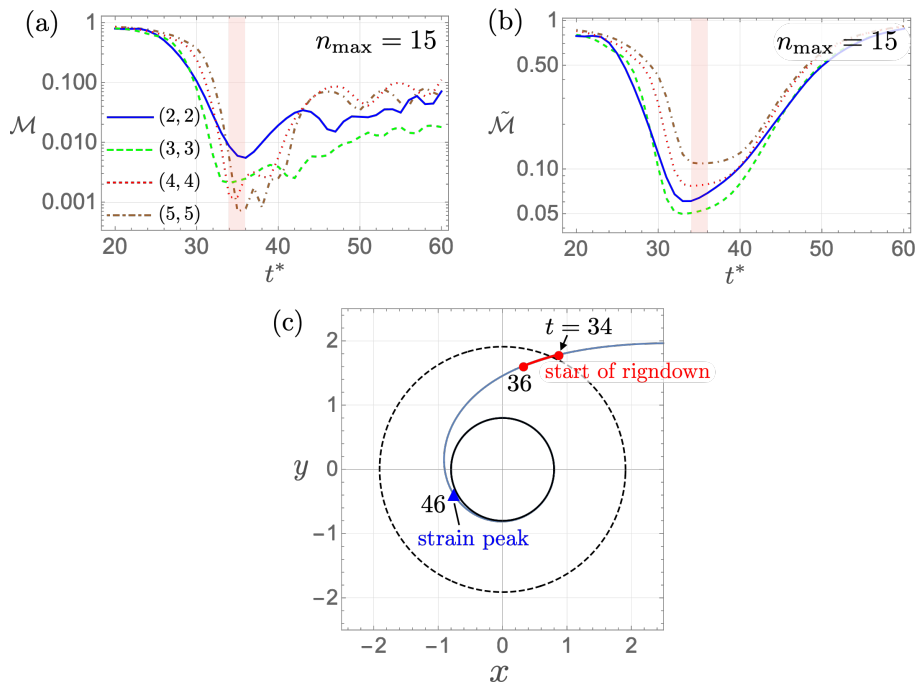 (a)
n_max = 15
1
0.100
0.010
0.001
M
(2, 2)
(3, 3)
(4, 4)
(5, 5)
20 30 40 50 60
t*
(b)
n_max = 15
0.50
0.10
0.05
M̃
20 30 40 50 60
t*
(c)
t = 34
start of rigndown
36
46
strain peak
2
1
0
−1
−2
y
−2 −1 0 1 2
x